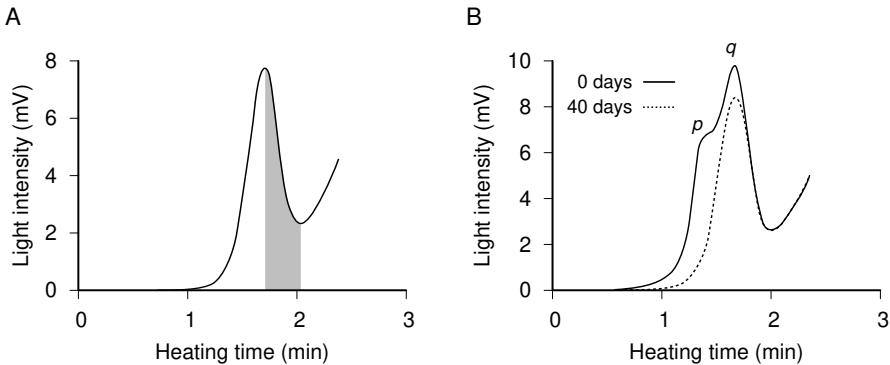 A
Light intensity (mV)
8
6
4
2
0
0 1 2 3
Heating time (min)
B
Light intensity (mV)
10
8
6
4
2
0
0 days
40 days
p
q
0 1 2 3
Heating time (min)